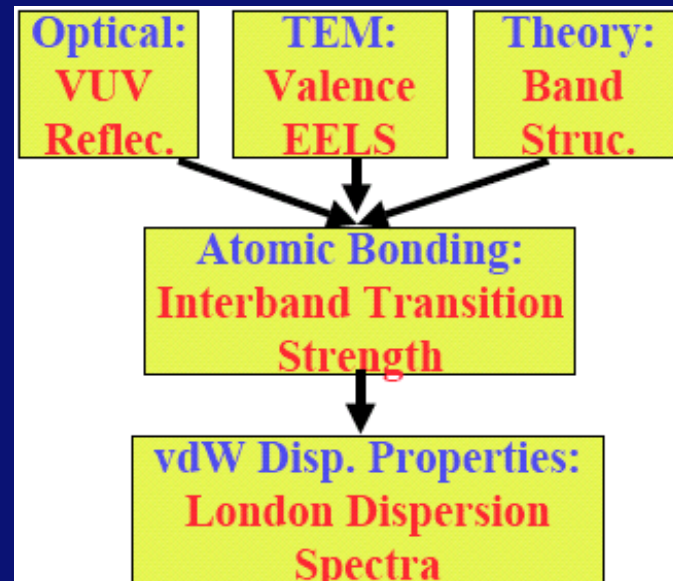 Optical:
VUV
Reflec.
TEM:
Valence
EELS
Theory:
Band
Struc.
Atomic Bonding:
Interband Transition
Strength
vdW Disp. Properties:
London Dispersion
Spectra